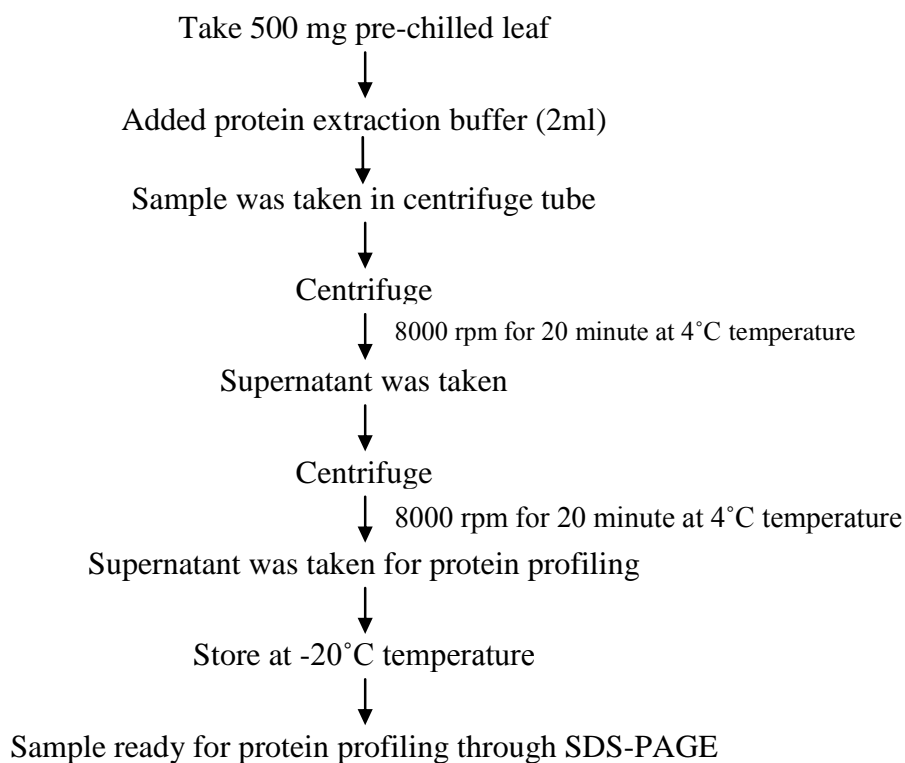 Take 500 mg pre-chilled leaf
Added protein extraction buffer (2ml)
Sample was taken in centrifuge tube
Centrifuge
8000 rpm for 20 minute at 4˚C temperature
Supernatant was taken
Centrifuge
8000 rpm for 20 minute at 4˚C temperature
Supernatant was taken for protein profiling
Store at -20˚C temperature
Sample ready for protein profiling through SDS-PAGE